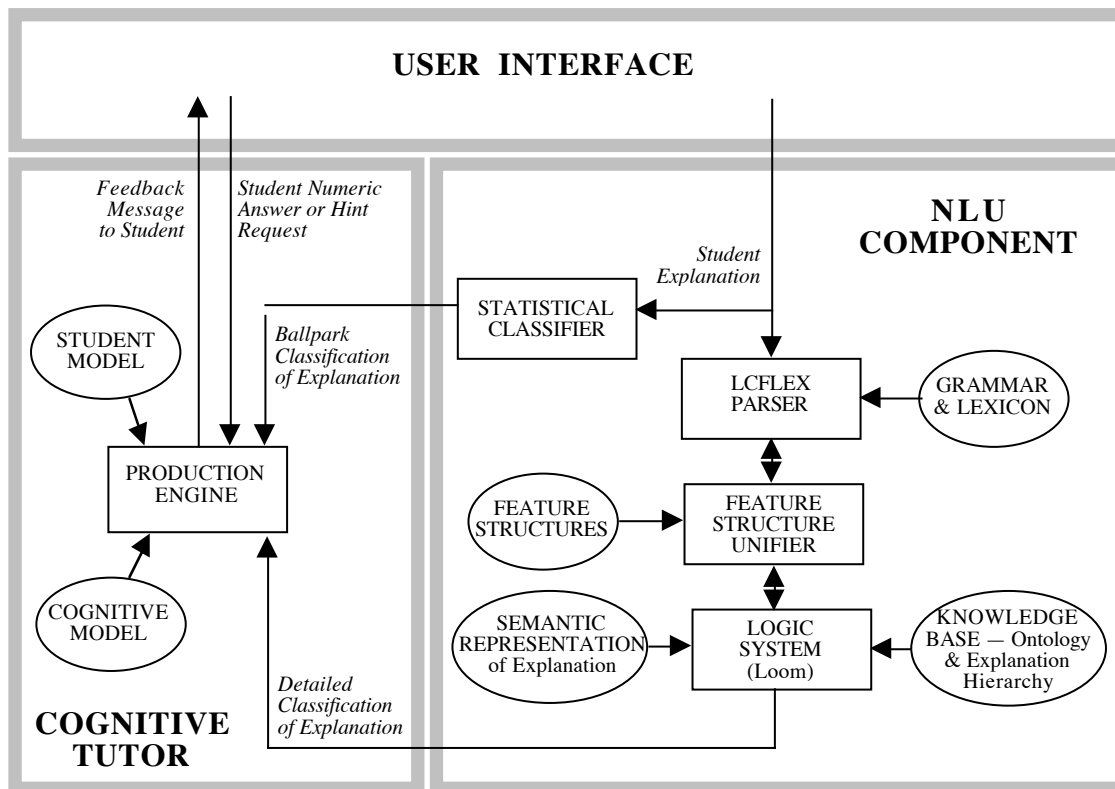 USER INTERFACE
Feedback
Message
to Student
Student Numeric
Answer or Hint
Request
NLU
COMPONENT
Student
Explanation
STATISTICAL
CLASSIFIER
Ballpark
Classification
of Explanation
STUDENT
MODEL
LCFLEX
PARSER
GRAMMAR
& LEXICON
PRODUCTION
ENGINE
FEATURE
STRUCTURES
FEATURE
STRUCTURE
UNIFIER
COGNITIVE
MODEL
SEMANTIC
REPRESENTATION
of Explanation
LOGIC
SYSTEM
(Loom)
KNOWLEDGE
BASE — Ontology
& Explanation
Hierarchy
Detailed
Classification
of Explanation
COGNITIVE
TUTOR